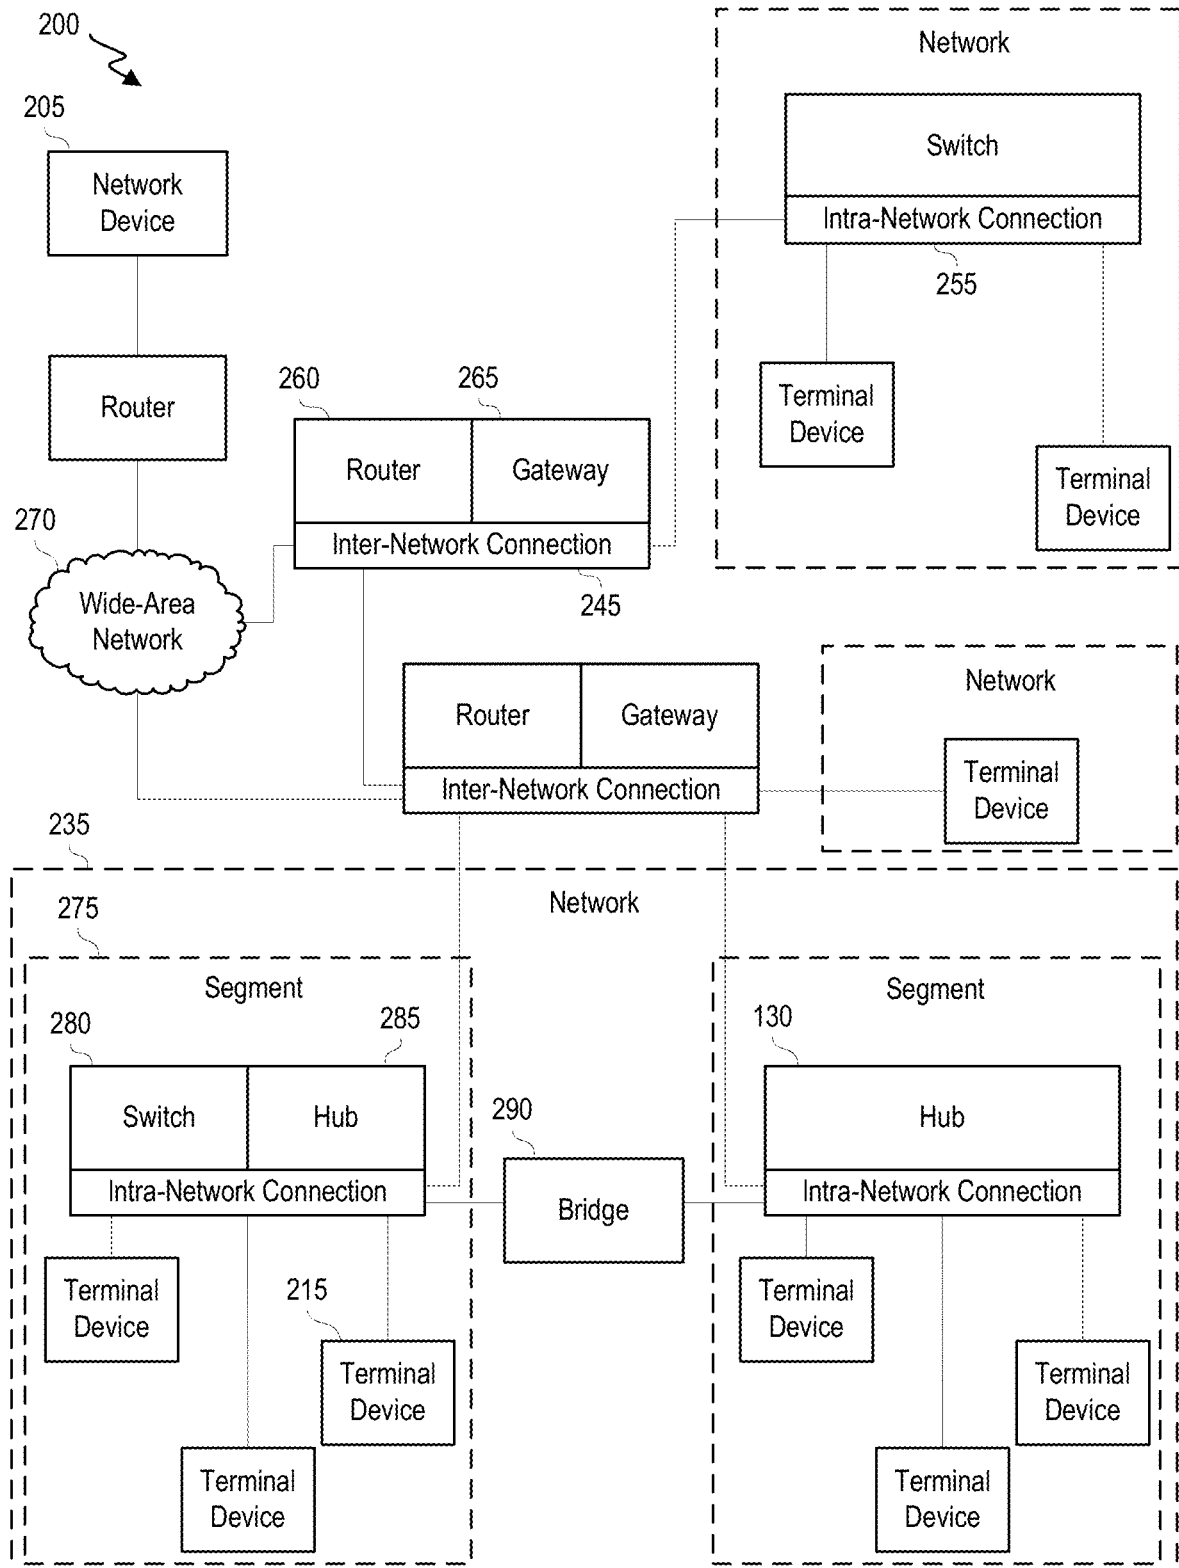 200
205
Network
Device
Router
270
Wide-Area
Network
260
265
Router
Gateway
Inter-Network Connection
245
Network
Switch
Intra-Network Connection
255
Terminal
Device
Terminal
Device
Router
Gateway
Inter-Network Connection
Network
Terminal
Device
235
Network
275
Segment
280
285
Switch
Hub
Intra-Network Connection
Terminal
Device
215
Terminal
Device
Terminal
Device
290
Bridge
Segment
130
Hub
Intra-Network Connection
Terminal
Device
Terminal
Device
Terminal
Device